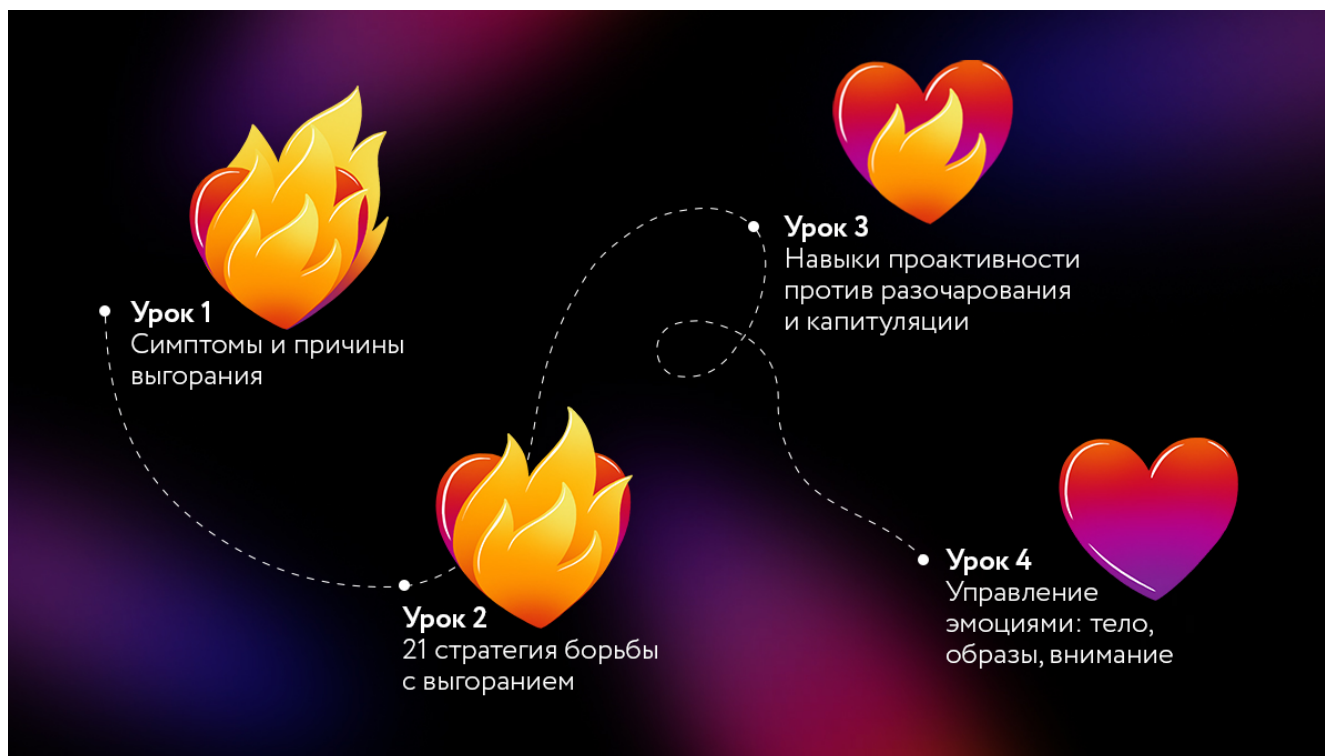 Урок 1
Симптомы и причины
выгорания
Урок 2
21 стратегия борьбы
с выгоранием
Урок 3
Навыки проактивности
против разочарования
и капитуляции
Урок 4
Управление
эмоциями: тело,
образы, внимание